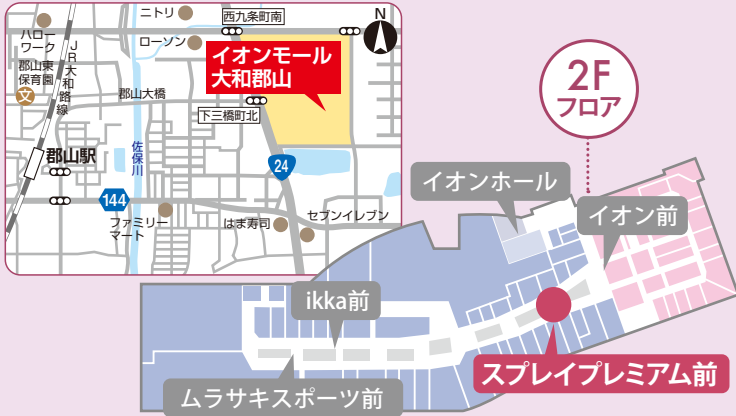 ニトリ
西九条町南
N
ハロー
ワーク
ローソン
イオンモール
大和郡山
JR大和路線
郡山東
保育園
文
郡山大橋
下三橋町北
郡山駅
佐保川
24
144
ファミリー
マート
はま寿司
セブンイレブン
2F
フロア
イオンホール
イオン前
ikka前
スプレイプレミアム前
ムラサキスポーツ前